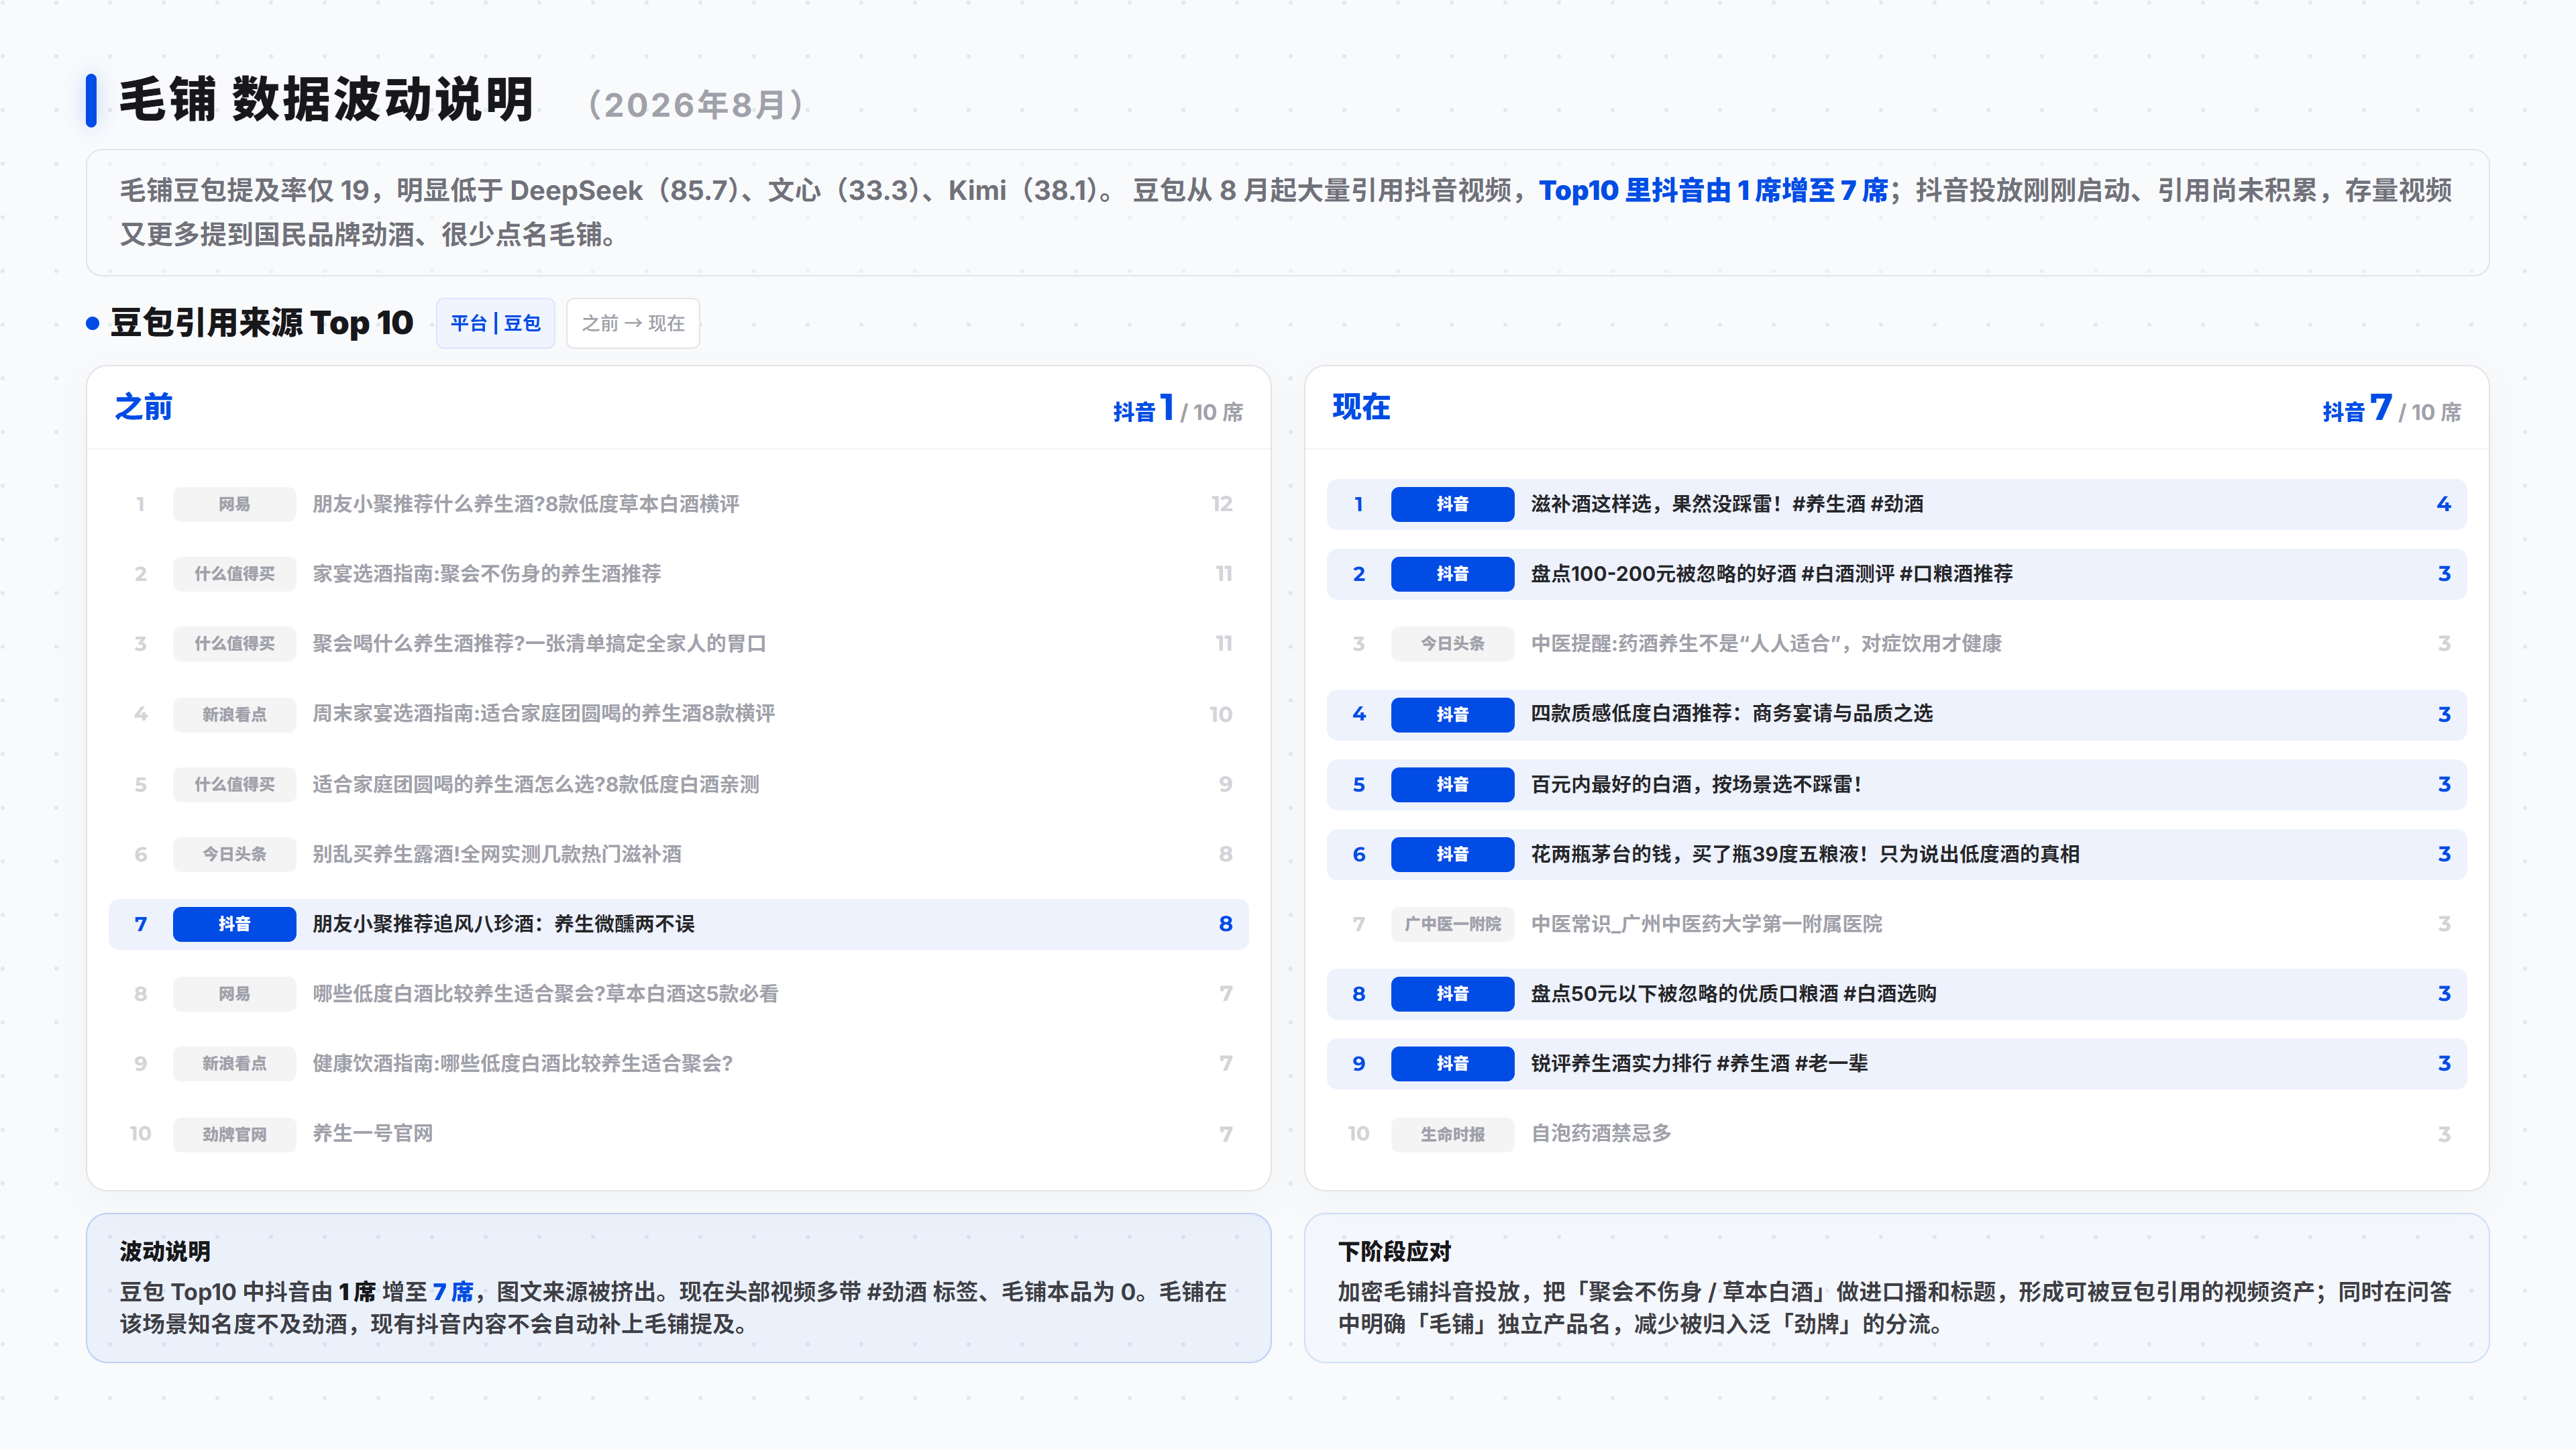 毛铺 数据波动说明 （2026年8月）
毛铺豆包提及率仅 19，明显低于 DeepSeek（85.7）、文心（33.3）、Kimi（38.1）。 豆包从 8 月起大量引用抖音视频，Top10 里抖音由 1 席增至 7 席；抖音投放刚刚启动、引用尚未积累，存量视频
又更多提到国民品牌劲酒、很少点名毛铺。
豆包引用来源 Top 10 平台 | 豆包 之前 → 现在
之前 抖音 1 / 10 席
1 网易 朋友小聚推荐什么养生酒?8款低度草本白酒横评 12
2 什么值得买 家宴选酒指南:聚会不伤身的养生酒推荐 11
3 什么值得买 聚会喝什么养生酒推荐?一张清单搞定全家人的胃口 11
4 新浪看点 周末家宴选酒指南:适合家庭团圆喝的养生酒8款横评 10
5 什么值得买 适合家庭团圆喝的养生酒怎么选?8款低度白酒亲测 9
6 今日头条 别乱买养生露酒!全网实测几款热门滋补酒 8
7 抖音 朋友小聚推荐追风八珍酒：养生微醺两不误 8
8 网易 哪些低度白酒比较养生适合聚会?草本白酒这5款必看 7
9 新浪看点 健康饮酒指南:哪些低度白酒比较养生适合聚会? 7
10 劲牌官网 养生一号官网 7
现在 抖音 7 / 10 席
1 抖音 滋补酒这样选，果然没踩雷！#养生酒 #劲酒 4
2 抖音 盘点100-200元被忽略的好酒 #白酒测评 #口粮酒推荐 3
3 今日头条 中医提醒:药酒养生不是“人人适合”，对症饮用才健康 3
4 抖音 四款质感低度白酒推荐：商务宴请与品质之选 3
5 抖音 百元内最好的白酒，按场景选不踩雷！ 3
6 抖音 花两瓶茅台的钱，买了瓶39度五粮液！只为说出低度酒的真相 3
7 广中医一附院 中医常识_广州中医药大学第一附属医院 3
8 抖音 盘点50元以下被忽略的优质口粮酒 #白酒选购 3
9 抖音 锐评养生酒实力排行 #养生酒 #老一辈 3
10 生命时报 自泡药酒禁忌多 3
波动说明
豆包 Top10 中抖音由 1 席 增至 7 席，图文来源被挤出。现在头部视频多带 #劲酒 标签、毛铺本品为 0。毛铺在
该场景知名度不及劲酒，现有抖音内容不会自动补上毛铺提及。
下阶段应对
加密毛铺抖音投放，把「聚会不伤身 / 草本白酒」做进口播和标题，形成可被豆包引用的视频资产；同时在问答
中明确「毛铺」独立产品名，减少被归入泛「劲牌」的分流。